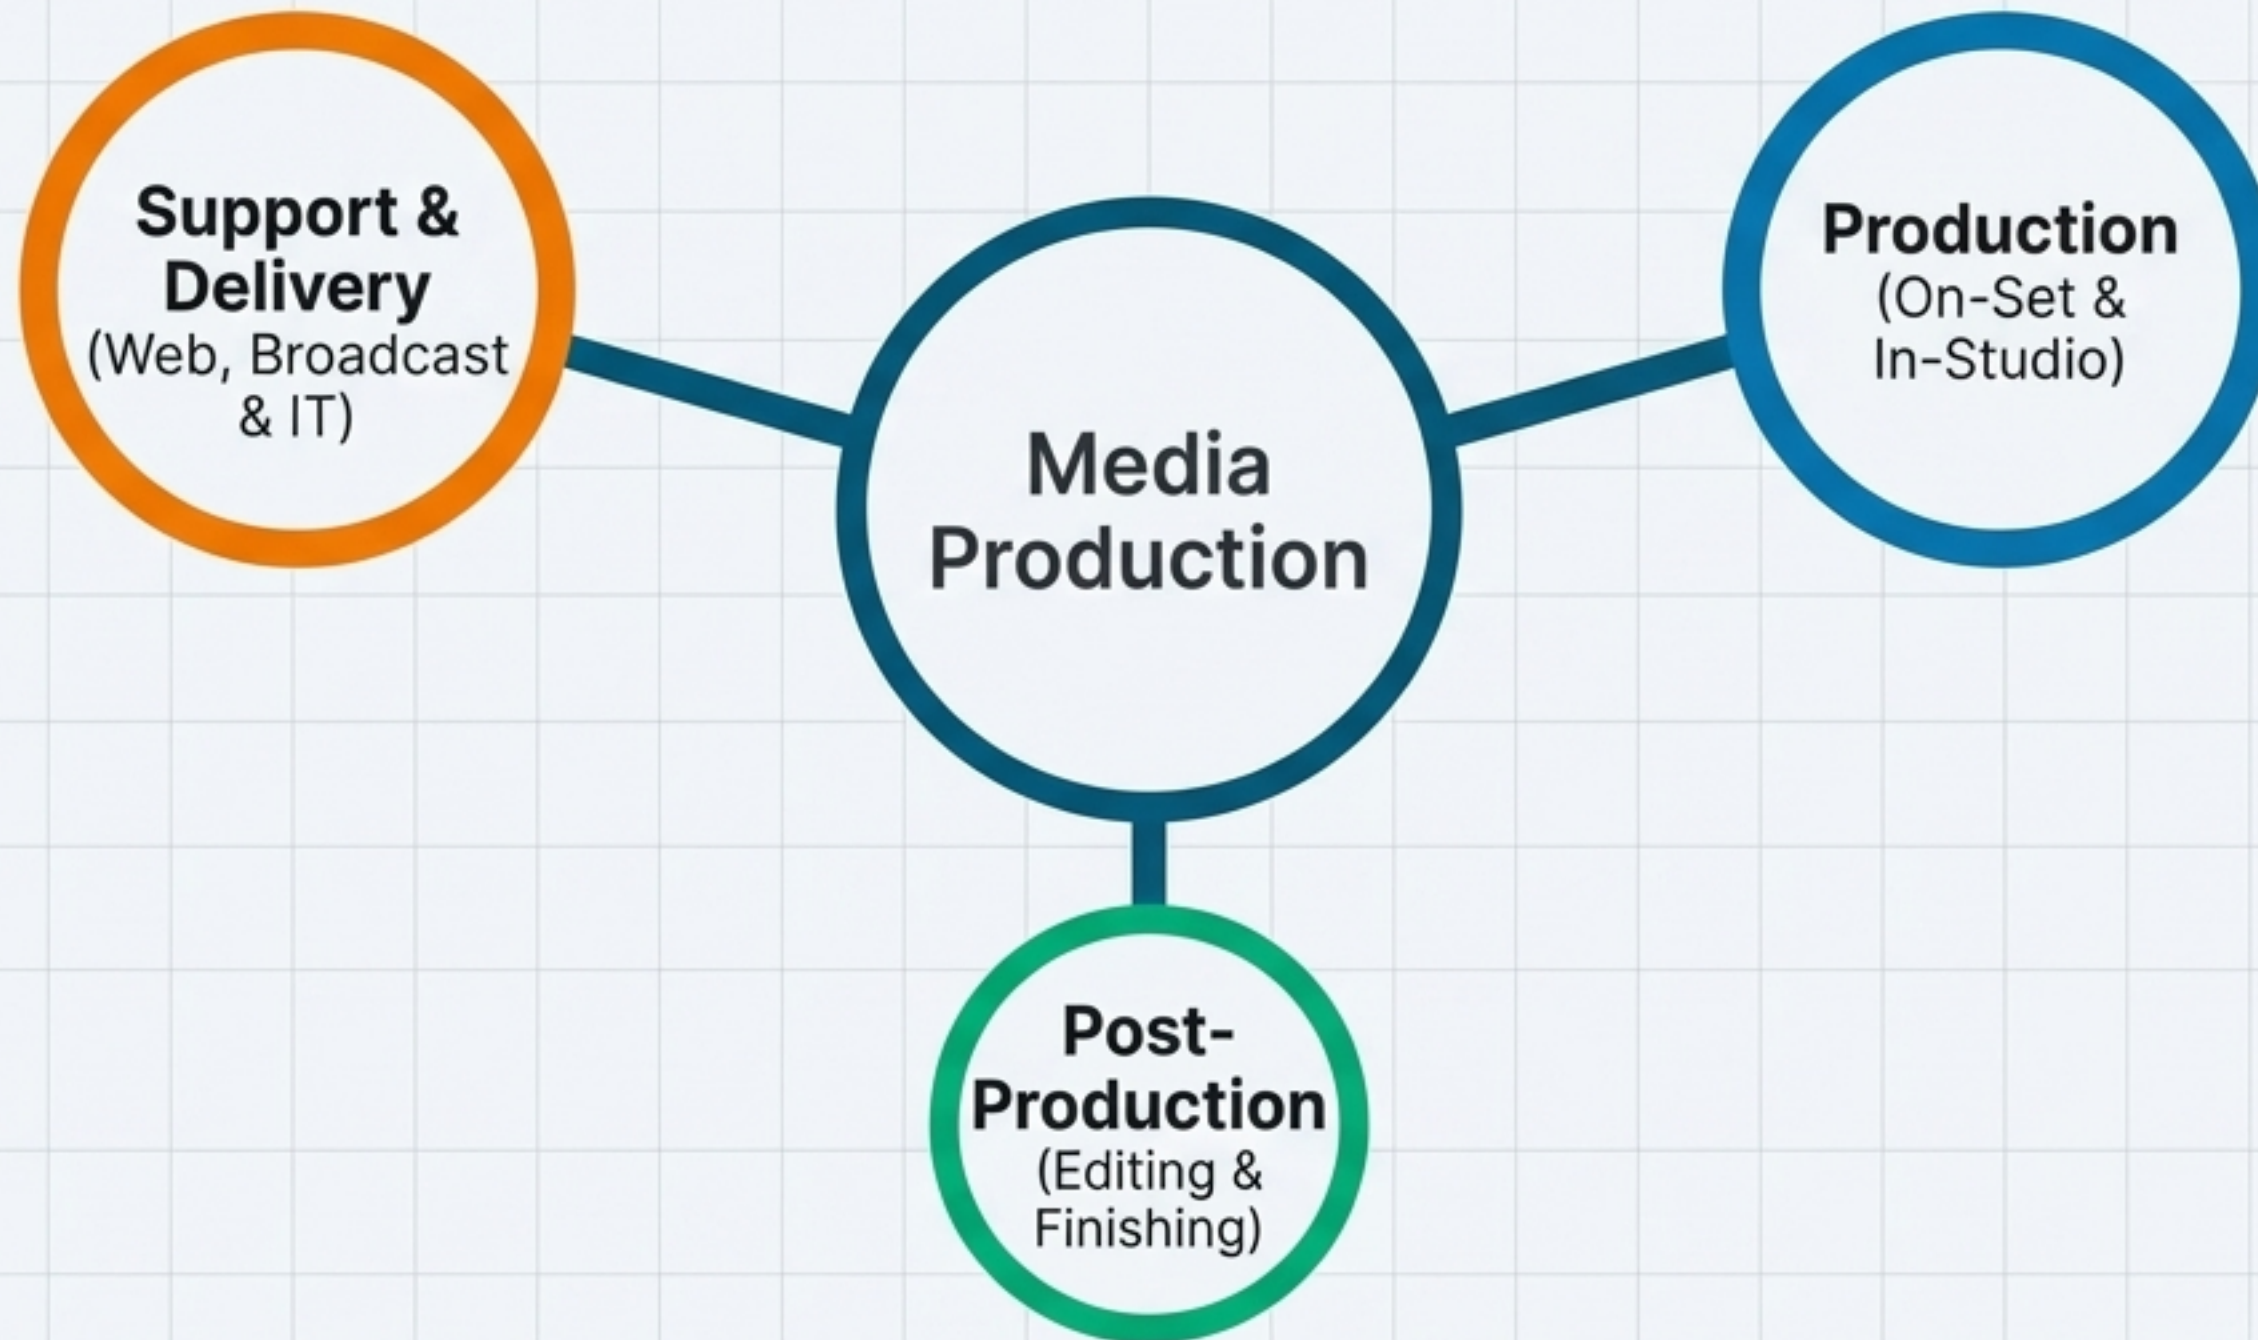 Support &
Delivery
(Web, Broadcast
& IT)
Media
Production
Production
(On-Set &
In-Studio)
Post-
Production
(Editing &
Finishing)